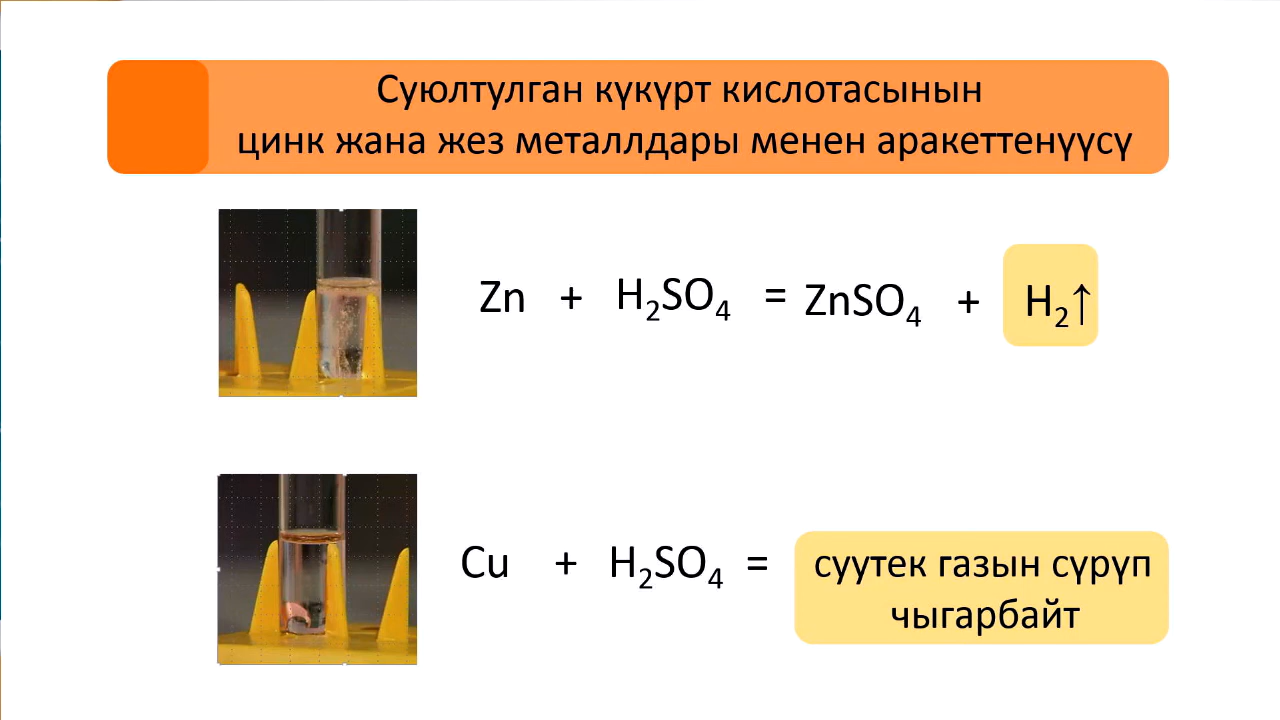 Суюлтулган күкүрт кислотасынын
цинк жана жез металлдары менен аракеттенүүсү
Zn + H₂SO₄ = ZnSO₄ + H₂↑
Cu + H₂SO₄ = суутек газын сүрүп
чыгарбайт